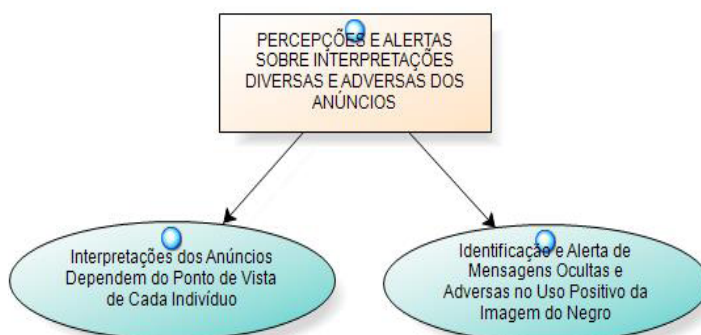 PERCEPÇÕES E ALERTAS
SOBRE INTERPRETAÇÕES
DIVERSAS E ADVERSAS DOS
ANÚNCIOS
Interpretações dos Anúncios
Dependem do Ponto de Vista
de Cada Indivíduo
Identificação e Alerta de
Mensagens Ocultas e
Adversas no Uso Positivo da
Imagem do Negro